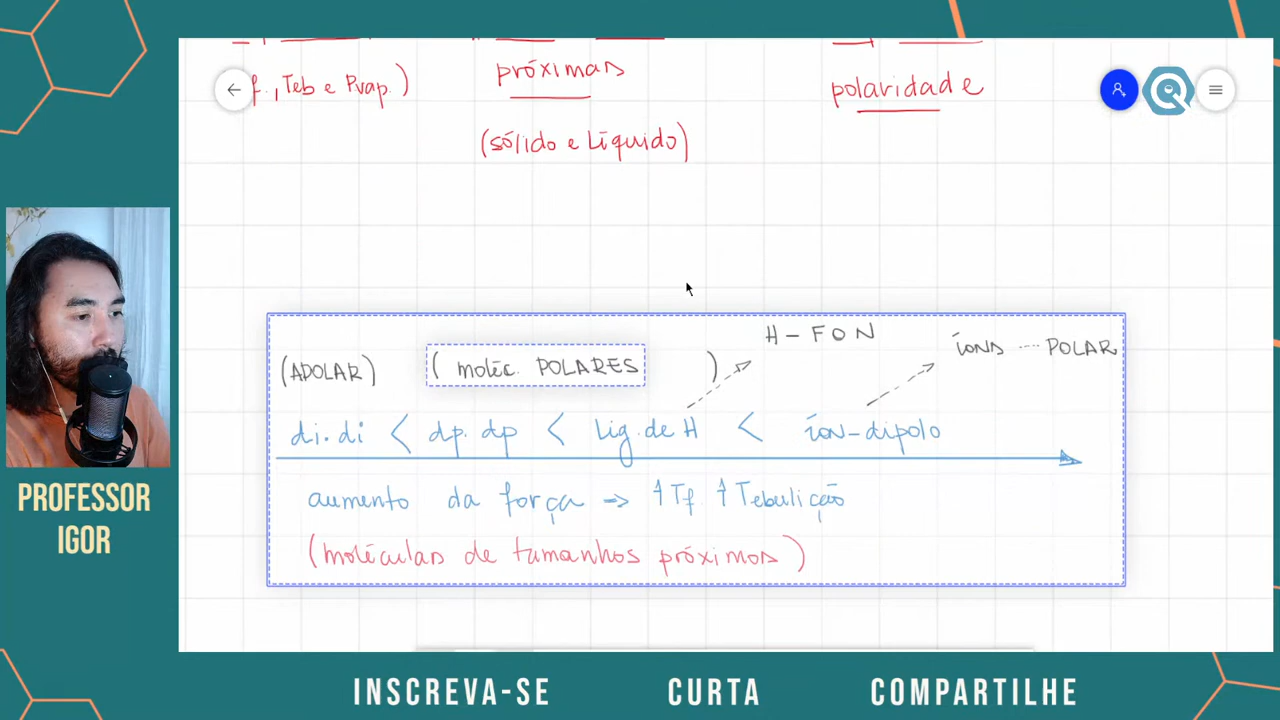 f., Teb e Pvap.)
próximas
(sólido e Líquido)
polaridade
H - F O N
íons ···· POLAR
(APOLAR)
( moléc. POLARES )
di.di < dp.dp < Lig. de H < íon-dipolo
aumento da força → ↑Tf. ↑Tebulição
(moléculas de tamanhos próximos)
PROFESSOR
IGOR
INSCREVA-SE CURTA COMPARTILHE